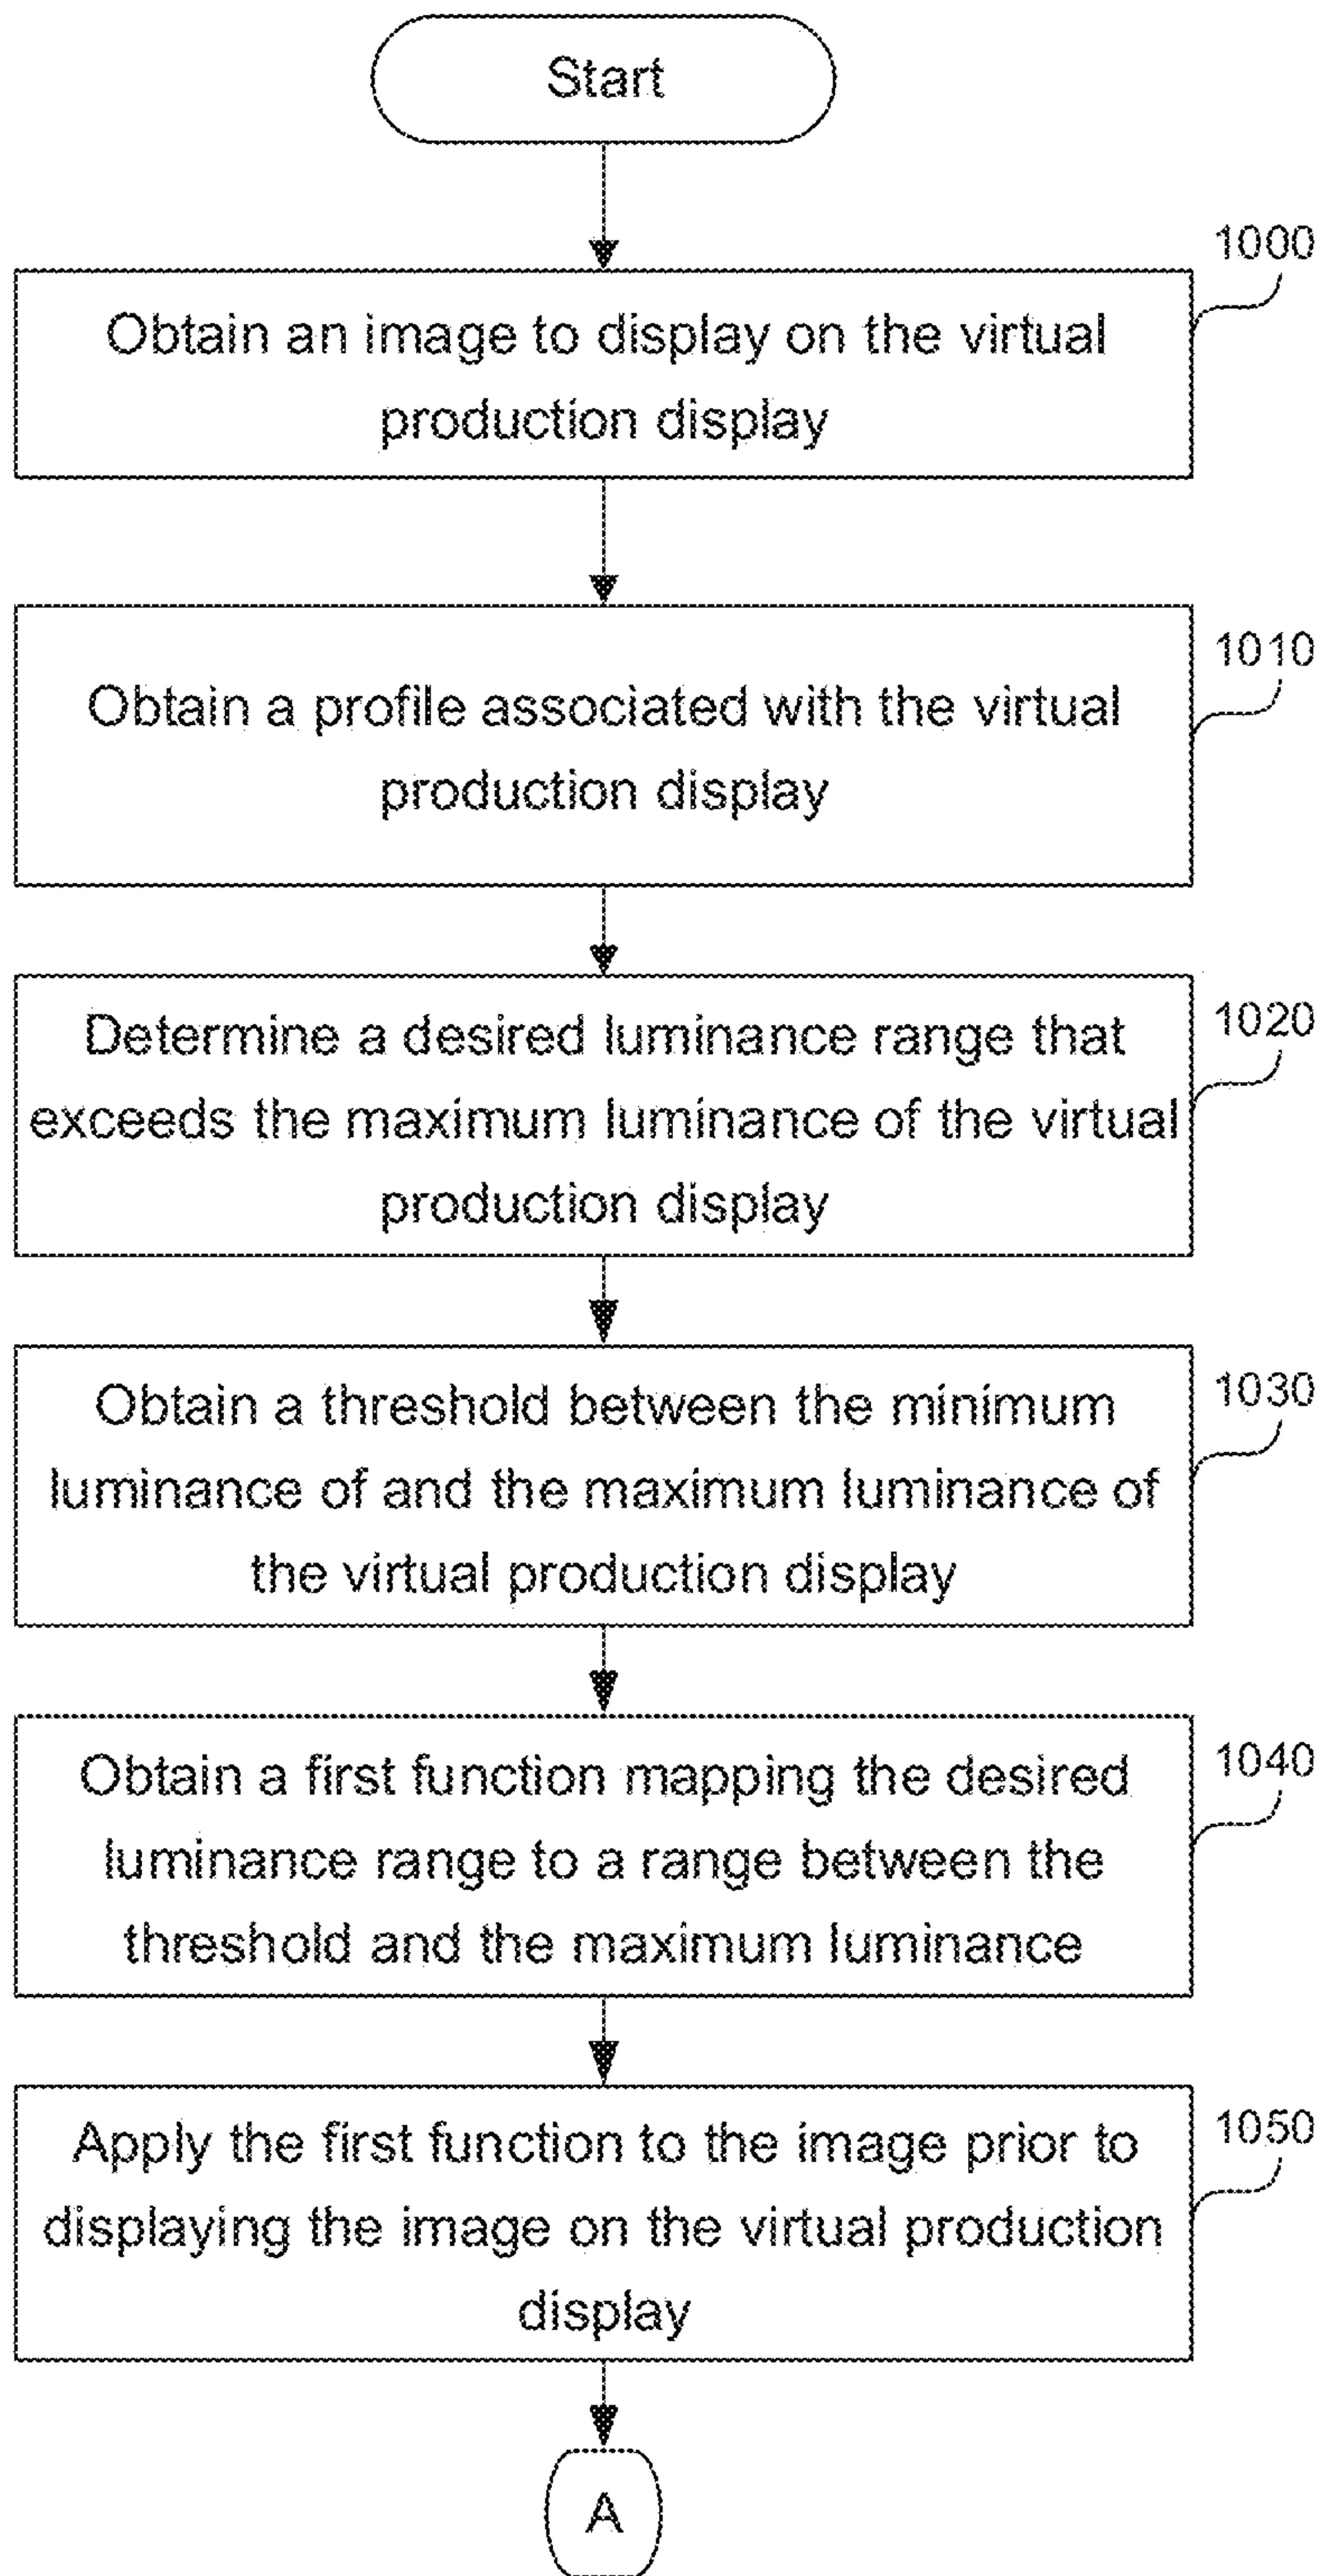 Start
1000
Obtain an image to display on the virtual
production display
1010
Obtain a profile associated with the virtual
production display
1020
Determine a desired luminance range that
exceeds the maximum luminance of the virtual
production display
1030
Obtain a threshold between the minimum
luminance of and the maximum luminance of
the virtual production display
1040
Obtain a first function mapping the desired
luminance range to a range between the
threshold and the maximum luminance
1050
Apply the first function to the image prior to
displaying the image on the virtual production
display
A